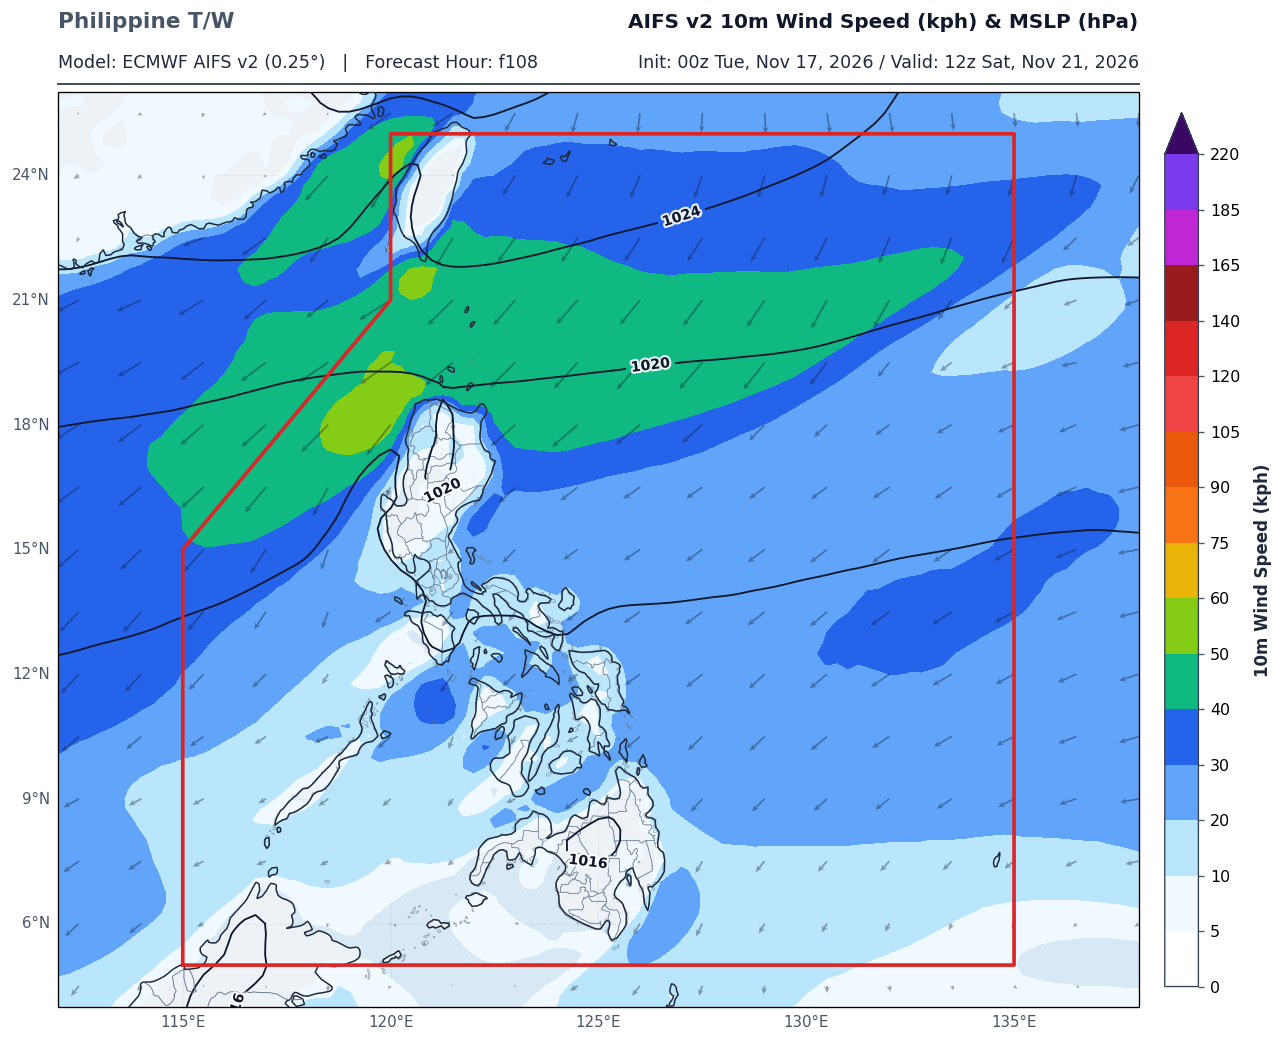 Philippine T/W
AIFS v2 10m Wind Speed (kph) & MSLP (hPa)
Model: ECMWF AIFS v2 (0.25°) | Forecast Hour: f108
Init: 00z Tue, Nov 17, 2026 / Valid: 12z Sat, Nov 21, 2026
24°N
21°N
18°N
15°N
12°N
9°N
6°N
1024
1020
1020
1016
16
115°E
120°E
125°E
130°E
135°E
220
185
165
140
120
105
90
75
60
50
40
30
20
10
5
0
10m Wind Speed (kph)